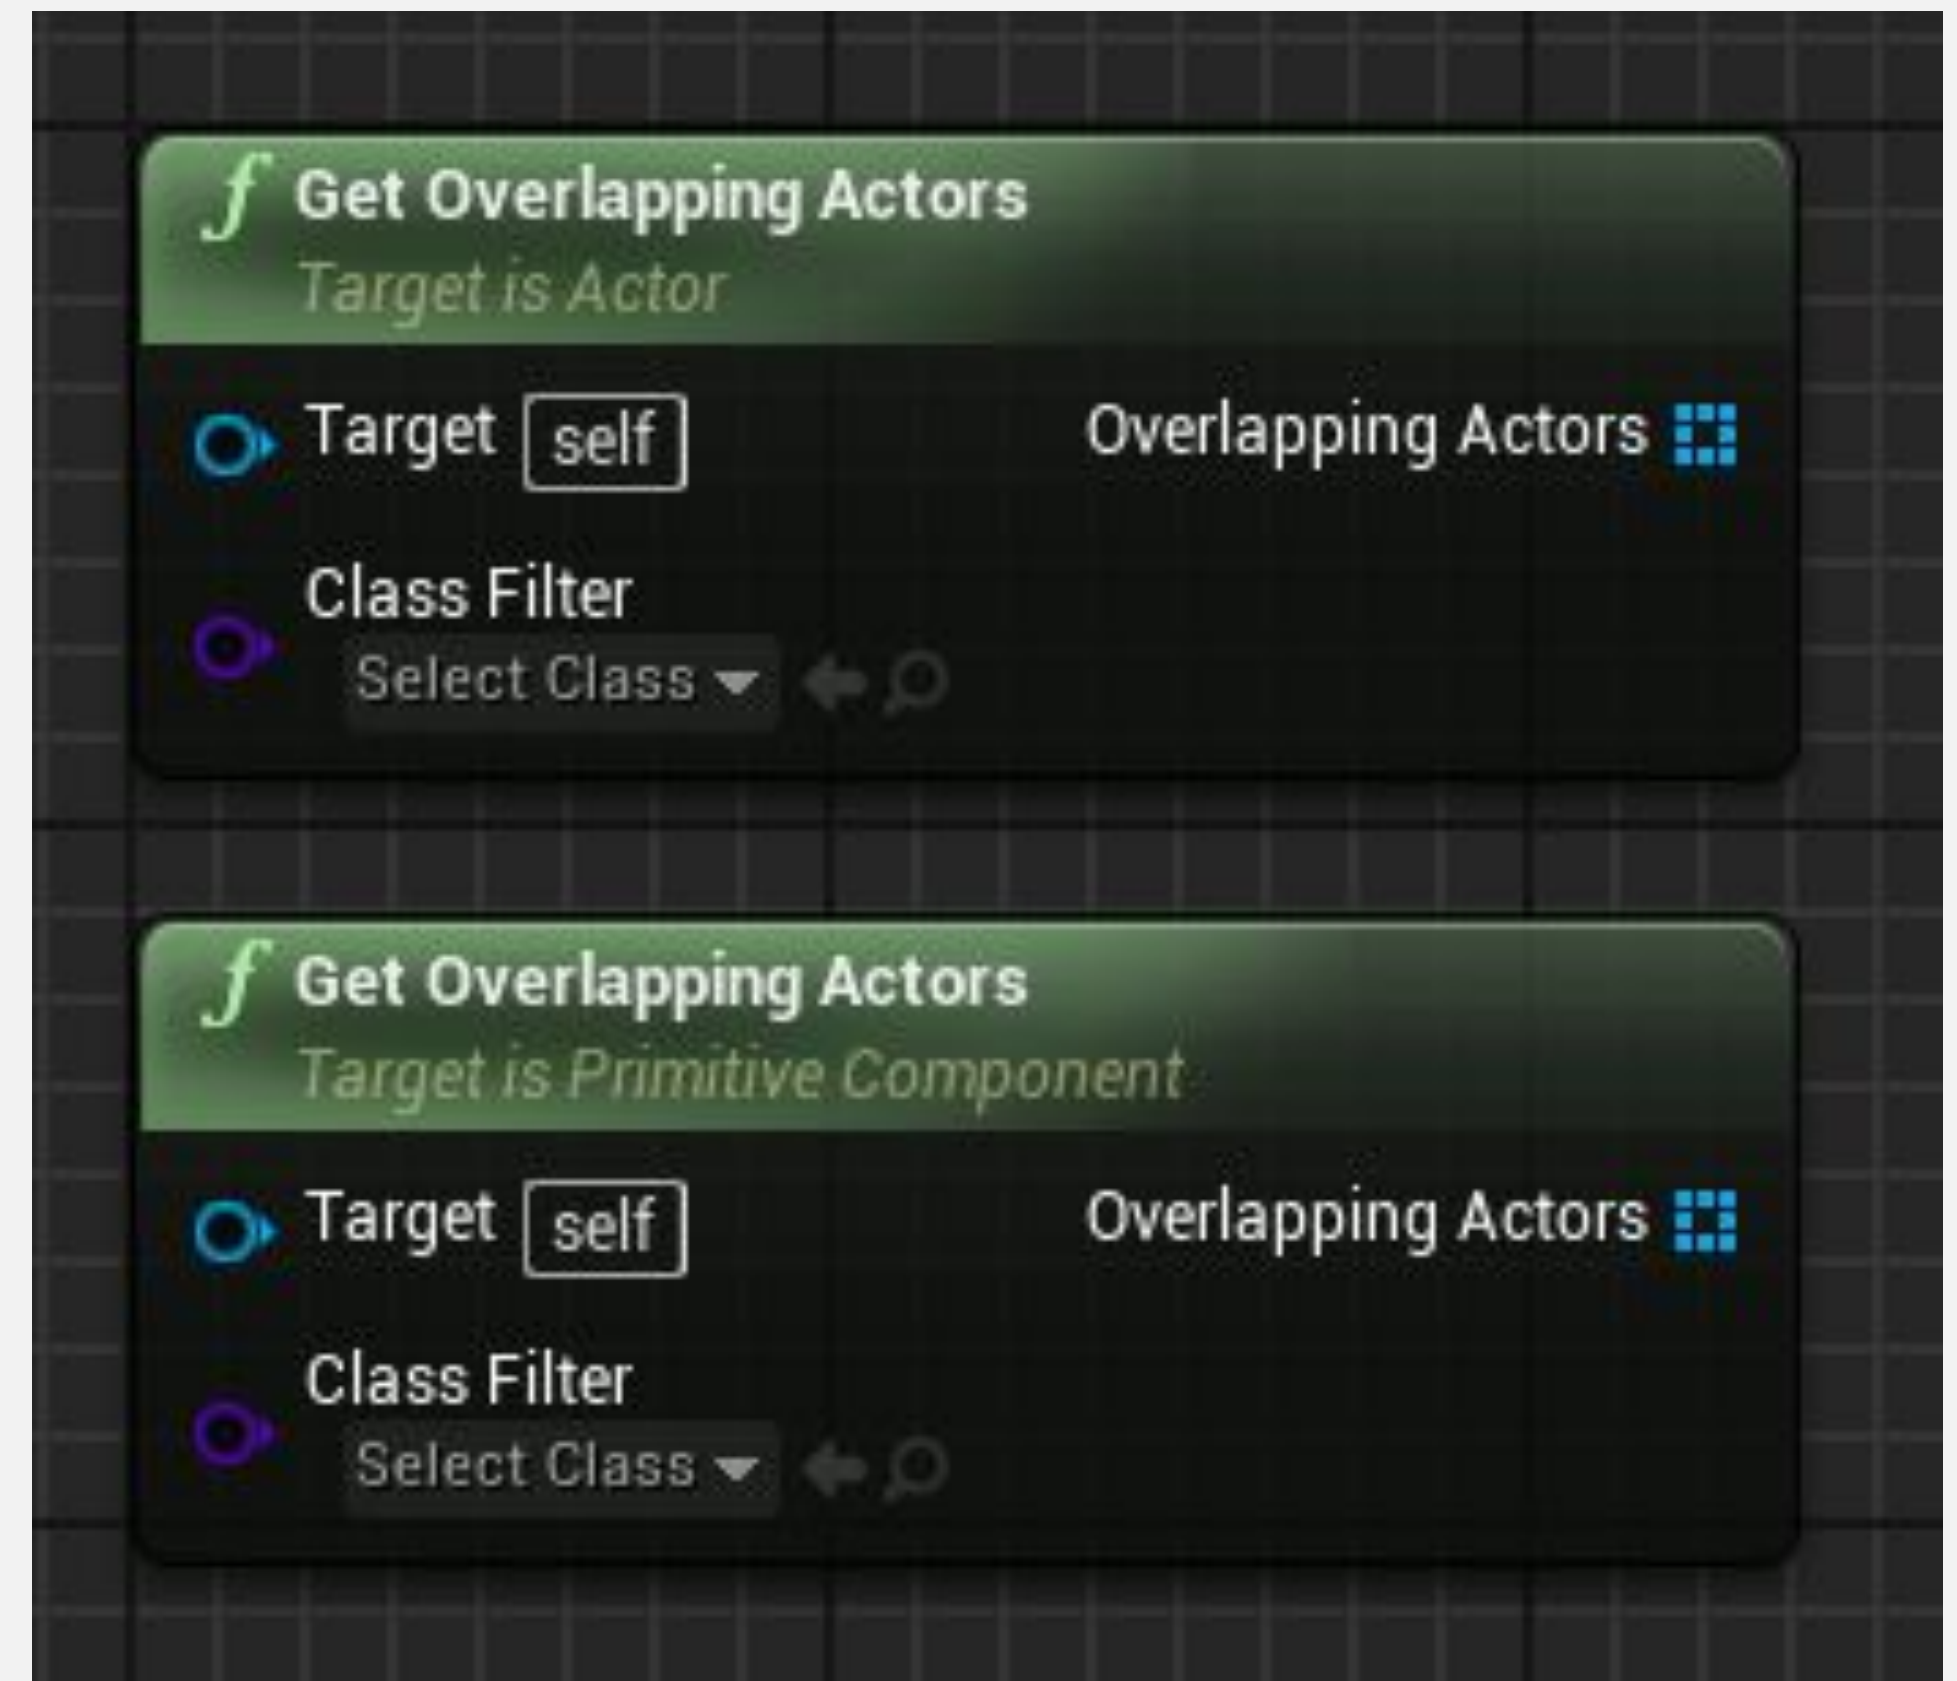 f Get Overlapping Actors
Target is Actor
Target self Overlapping Actors
Class Filter
Select Class
f Get Overlapping Actors
Target is Primitive Component
Target self Overlapping Actors
Class Filter
Select Class